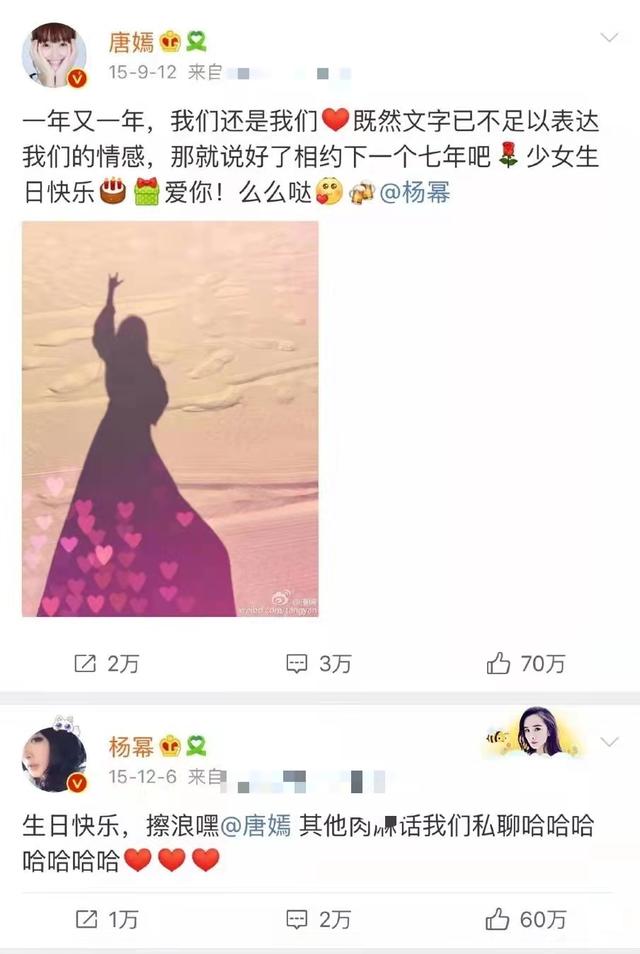 唐嫣
15-9-12 来自
一年又一年，我们还是我们❤既然文字已不足以表达
我们的情感，那就说好了相约下一个七年吧🌹少女生
日快乐🎂🎁爱你！么么哒😘🍻@杨幂
weibo.com/tangyan
2万 3万 70万
杨幂
15-12-6 来自
生日快乐，擦浪嘿@唐嫣 其他肉麻话我们私聊哈哈哈
哈哈哈哈❤❤❤
1万 2万 60万